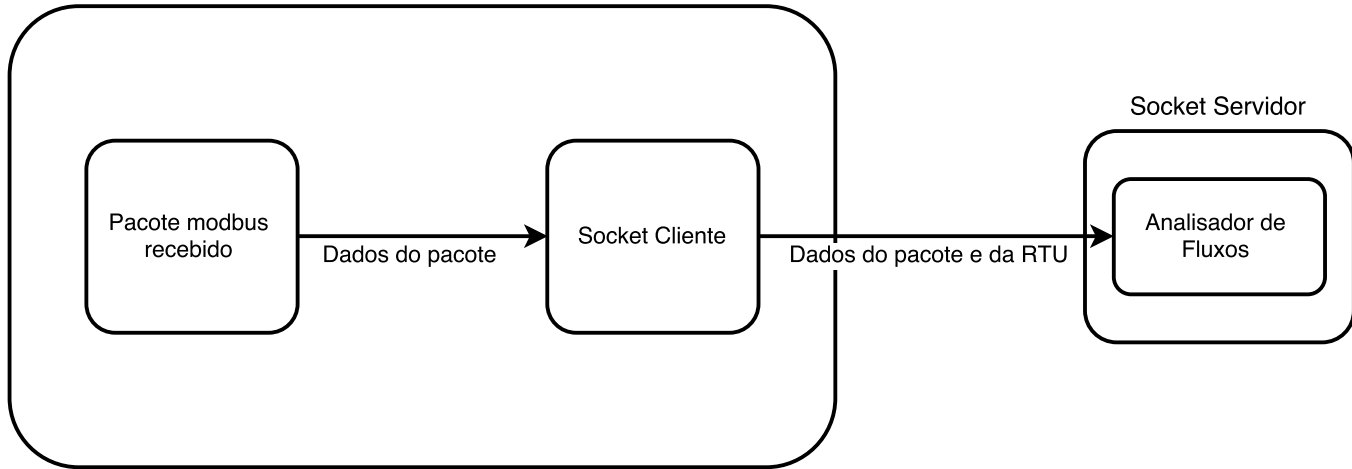 Socket Servidor
Pacote modbus
recebido
Dados do pacote
Socket Cliente
Dados do pacote e da RTU
Analisador de
Fluxos